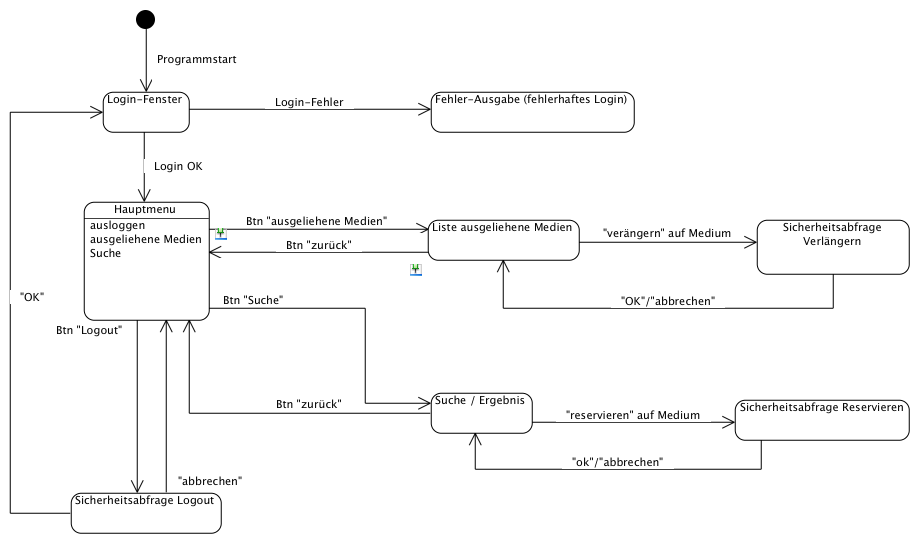 Programmstart
Login-Fenster
Login-Fehler
Fehler-Ausgabe (fehlerhaftes Login)
Login OK
Hauptmenu
ausloggen
ausgeliehene Medien
Suche
Btn "ausgeliehene Medien"
Btn "zurück"
Liste ausgeliehene Medien
"verängern" auf Medium
Sicherheitsabfrage
Verlängern
"OK"/"abbrechen"
"OK"
Btn "Suche"
Btn "Logout"
Btn "zurück"
Suche / Ergebnis
"reservieren" auf Medium
Sicherheitsabfrage Reservieren
"ok"/"abbrechen"
"abbrechen"
Sicherheitsabfrage Logout